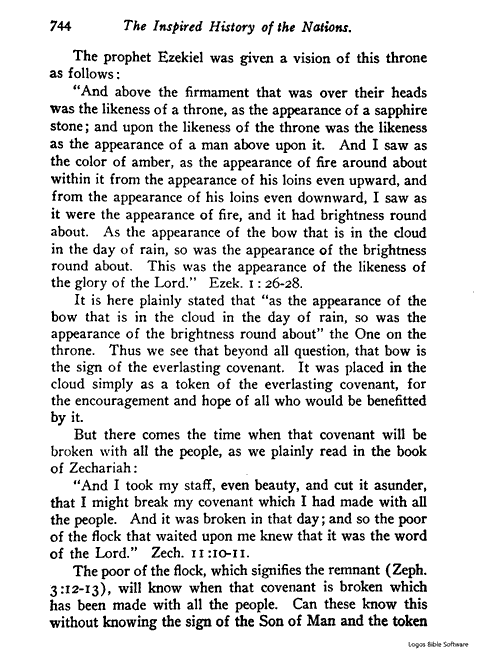 744 The Inspired History of the Nations.
The prophet Ezekiel was given a vision of this throne
as follows:
"And above the firmament that was over their heads
was the likeness of a throne, as the appearance of a sapphire
stone; and upon the likeness of the throne was the likeness
as the appearance of a man above upon it. And I saw as
the color of amber, as the appearance of fire around about
within it from the appearance of his loins even upward, and
from the appearance of his loins even downward, I saw as
it were the appearance of fire, and it had brightness round
about. As the appearance of the bow that is in the cloud
in the day of rain, so was the appearance of the brightness
round about. This was the appearance of the likeness of
the glory of the Lord." Ezek. 1 : 26-28.
It is here plainly stated that "as the appearance of the
bow that is in the cloud in the day of rain, so was the
appearance of the brightness round about" the One on the
throne. Thus we see that beyond all question, that bow is
the sign of the everlasting covenant. It was placed in the
cloud simply as a token of the everlasting covenant, for
the encouragement and hope of all who would be benefitted
by it.
But there comes the time when that covenant will be
broken with all the people, as we plainly read in the book
of Zechariah:
"And I took my staff, even beauty, and cut it asunder,
that I might break my covenant which I had made with all
the people. And it was broken in that day; and so the poor
of the flock that waited upon me knew that it was the word
of the Lord." Zech. 11:10-11.
The poor of the flock, which signifies the remnant (Zeph.
3:12-13), will know when that covenant is broken which
has been made with all the people. Can these know this
without knowing the sign of the Son of Man and the token
Logos Bible Software